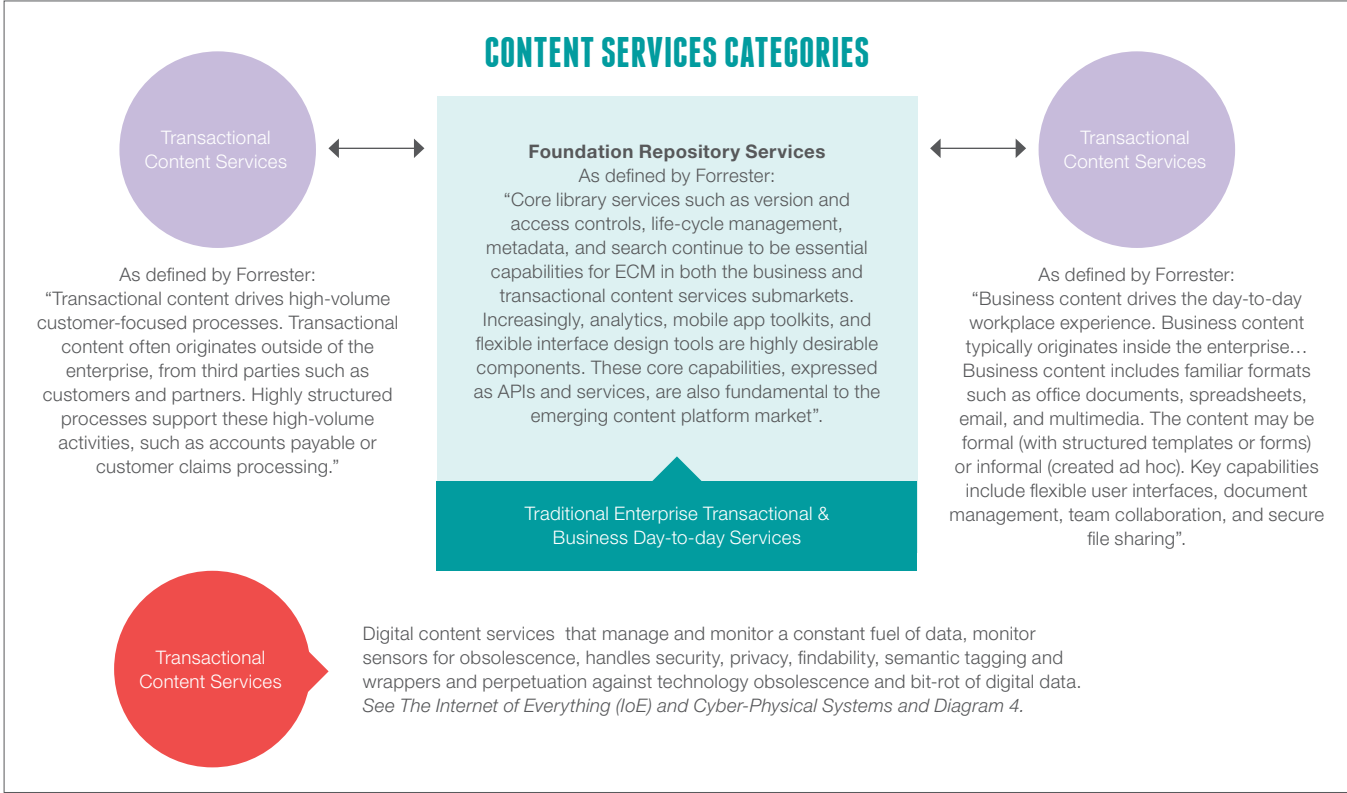 CONTENT SERVICES CATEGORIES
Transactional
Content Services
As defined by Forrester:
“Transactional content drives high-volume
customer-focused processes. Transactional
content often originates outside of the
enterprise, from third parties such as
customers and partners. Highly structured
processes support these high-volume
activities, such as accounts payable or
customer claims processing.”
Foundation Repository Services
As defined by Forrester:
“Core library services such as version and
access controls, life-cycle management,
metadata, and search continue to be essential
capabilities for ECM in both the business and
transactional content services submarkets.
Increasingly, analytics, mobile app toolkits, and
flexible interface design tools are highly desirable
components. These core capabilities, expressed
as APIs and services, are also fundamental to the
emerging content platform market”.
Traditional Enterprise Transactional &
Business Day-to-day Services
Transactional
Content Services
As defined by Forrester:
“Business content drives the day-to-day
workplace experience. Business content
typically originates inside the enterprise…
Business content includes familiar formats
such as office documents, spreadsheets,
email, and multimedia. The content may be
formal (with structured templates or forms)
or informal (created ad hoc). Key capabilities
include flexible user interfaces, document
management, team collaboration, and secure
file sharing”.
Transactional
Content Services
Digital content services that manage and monitor a constant fuel of data, monitor
sensors for obsolescence, handles security, privacy, findability, semantic tagging and
wrappers and perpetuation against technology obsolescence and bit-rot of digital data.
See The Internet of Everything (IoE) and Cyber-Physical Systems and Diagram 4.